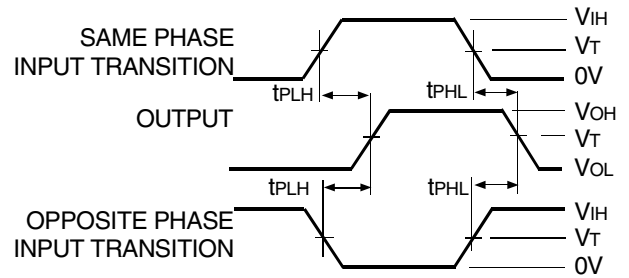 SAME PHASE
INPUT TRANSITION
VIH
VT
0V
tPLH
tPHL
OUTPUT
VOH
VT
VOL
tPLH
tPHL
OPPOSITE PHASE
INPUT TRANSITION
VIH
VT
0V